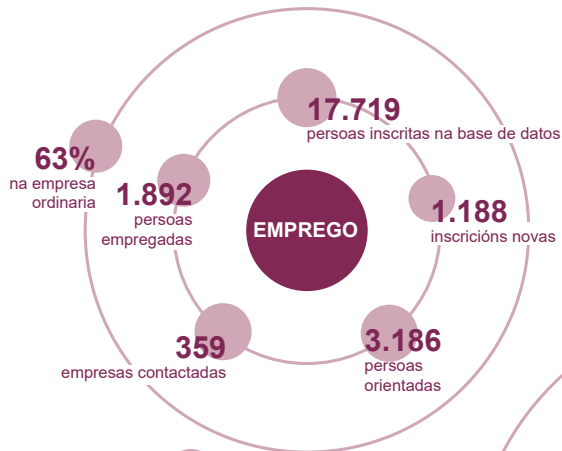 17.719
persoas inscritas na base de datos
63%
na empresa
ordinaria
1.892
persoas
empregadas
EMPREGO
1.188
inscricións novas
359
empresas contactadas
3.186
persoas
orientadas